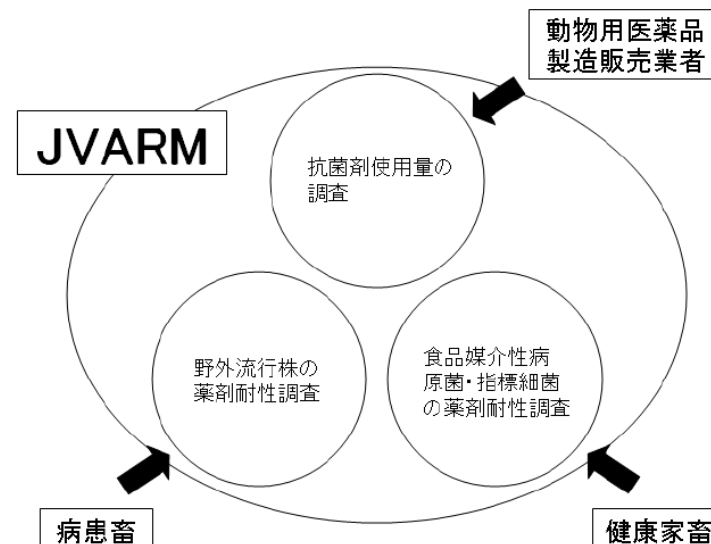 動物用医薬品
製造販売業者
JVARM
抗菌剤使用量の
調査
野外流行株の
薬剤耐性調査
食品媒介性病
原菌・指標細菌
の薬剤耐性調査
病患畜
健康家畜